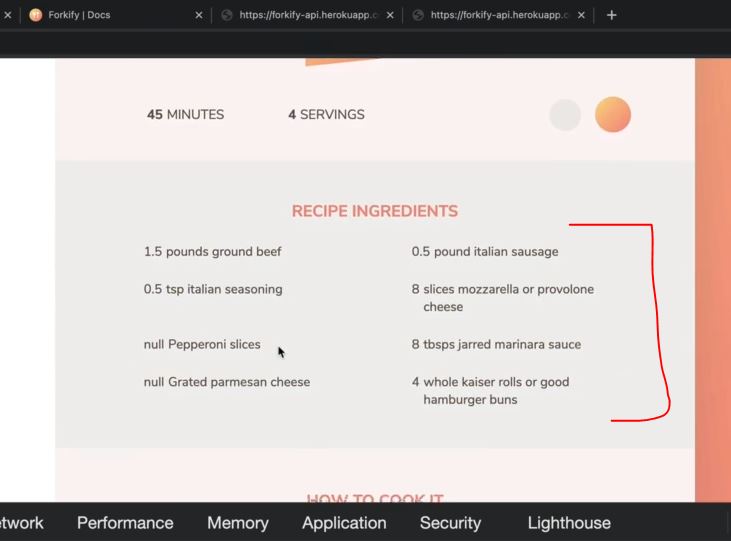 Forkify | Docs
https://forkify-api.herokuapp.c
https://forkify-api.herokuapp.c
45 MINUTES
4 SERVINGS
RECIPE INGREDIENTS
1.5 pounds ground beef
0.5 pound italian sausage
0.5 tsp italian seasoning
8 slices mozzarella or provolone
cheese
null Pepperoni slices
8 tbsps jarred marinara sauce
null Grated parmesan cheese
4 whole kaiser rolls or good
hamburger buns
HOW TO COOK IT
etwork
Performance
Memory
Application
Security
Lighthouse